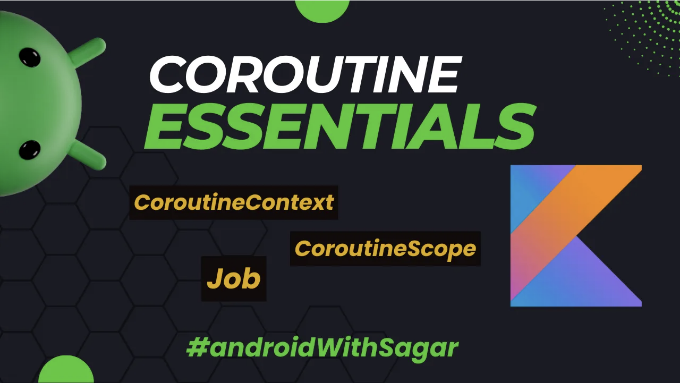 COROUTINE
ESSENTIALS
CoroutineContext
CoroutineScope
Job
#androidWithSagar